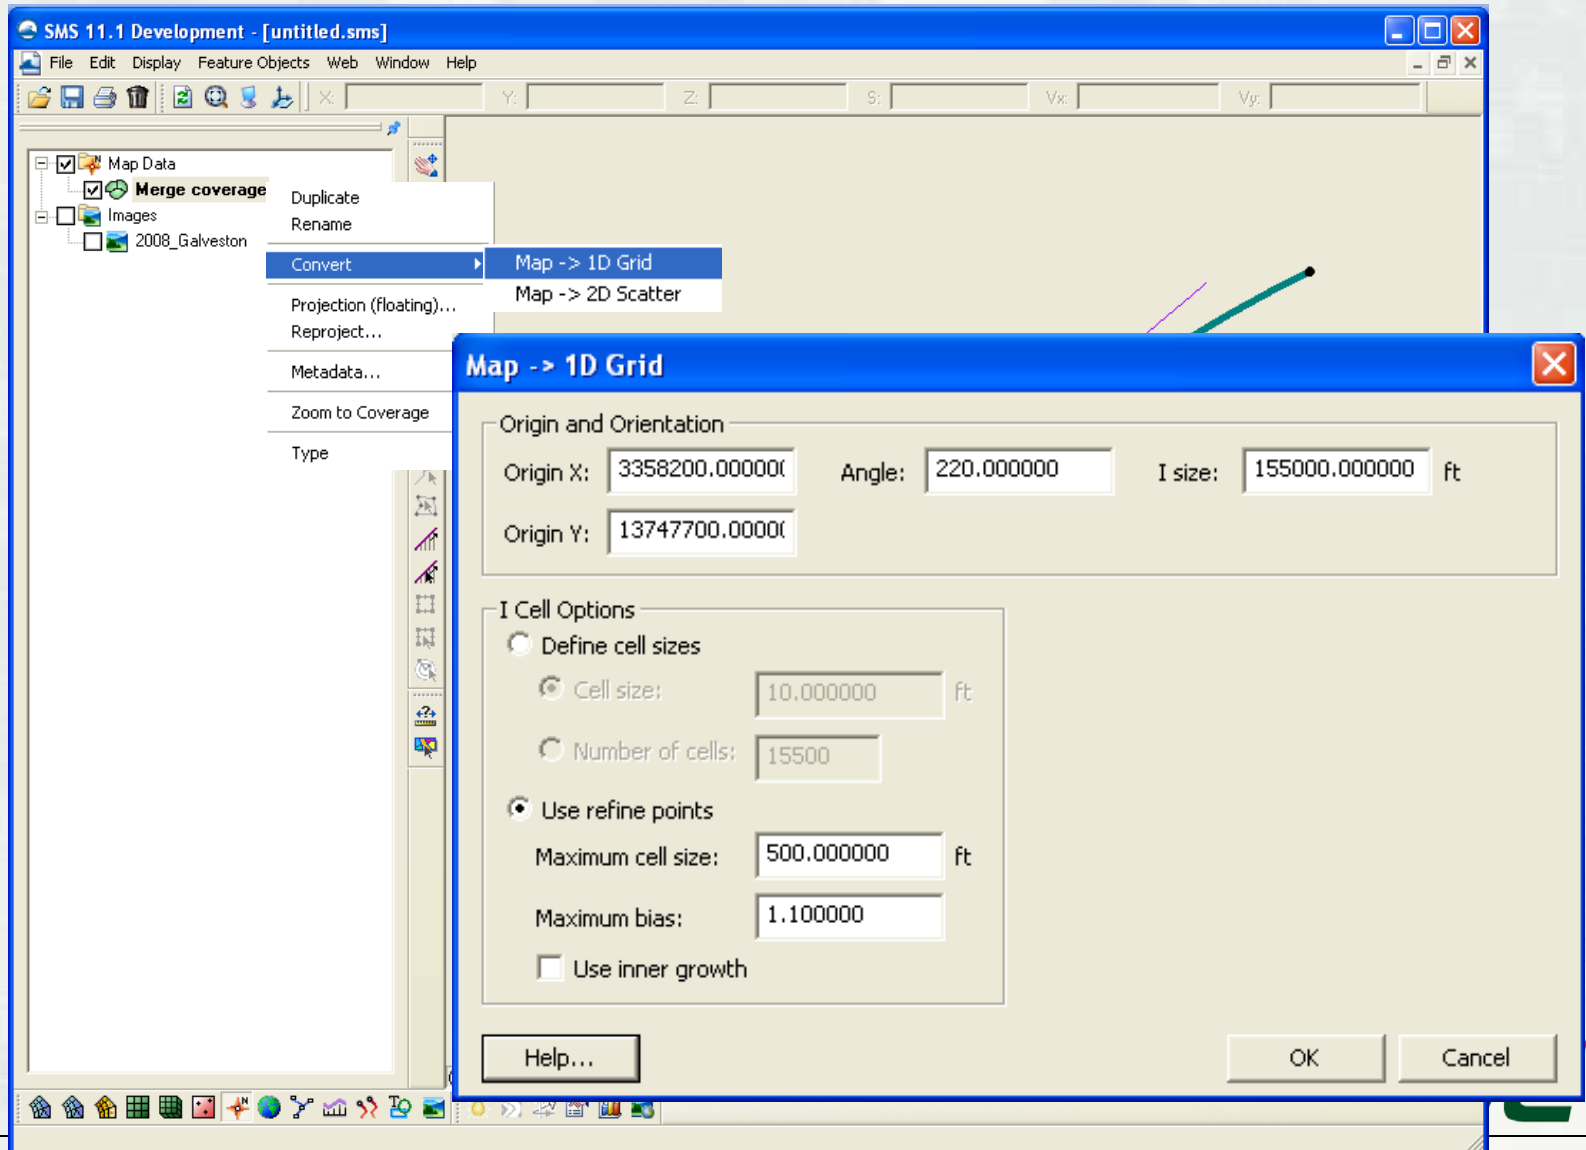 SMS 11.1 Development - [untitled.sms]
File Edit Display Feature Objects Web Window Help
X: Y: Z: S: Vx: Vy:
Map Data
Merge coverage
Images
2008_Galveston
Duplicate
Rename
Convert
Projection (floating)...
Reproject...
Metadata...
Zoom to Coverage
Type
Map -> 1D Grid
Map -> 2D Scatter
Map -> 1D Grid
Origin and Orientation
Origin X: 3358200.000000 Angle: 220.000000 I size: 155000.000000 ft
Origin Y: 13747700.00000
I Cell Options
Define cell sizes
Cell size: 10.000000 ft
Number of cells: 15500
Use refine points
Maximum cell size: 500.000000 ft
Maximum bias: 1.100000
Use inner growth
Help... OK Cancel